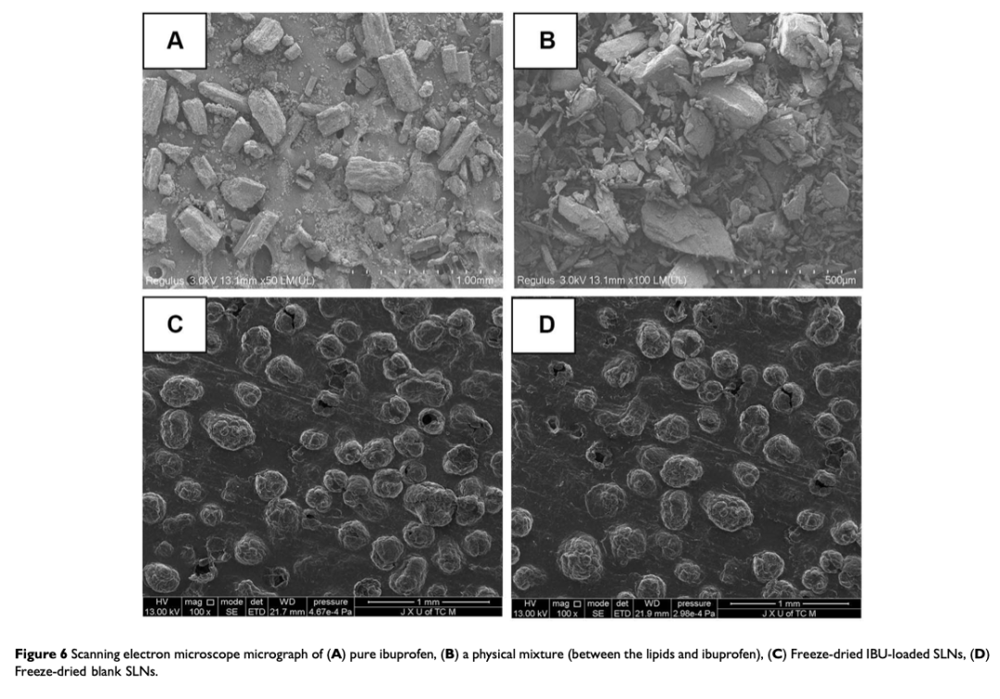 A
Regulus 3.0kV 13.1mm x50 LM(UL) 1.00mm
B
Regulus 3.0kV 13.1mm x100 LM(UL) 500µm
C
HV mag □ mode det WD pressure 1 mm
13.00 kV 100 x SE ETD 21.7 mm 4.67e-4 Pa J X U of TC M
D
HV mag □ mode det WD pressure 1 mm
13.00 kV 100 x SE ETD 21.9 mm 2.98e-4 Pa J X U of TC M
Figure 6 Scanning electron microscope micrograph of (A) pure ibuprofen, (B) a physical mixture (between the lipids and ibuprofen), (C) Freeze-dried IBU-loaded SLNs, (D)
Freeze-dried blank SLNs.